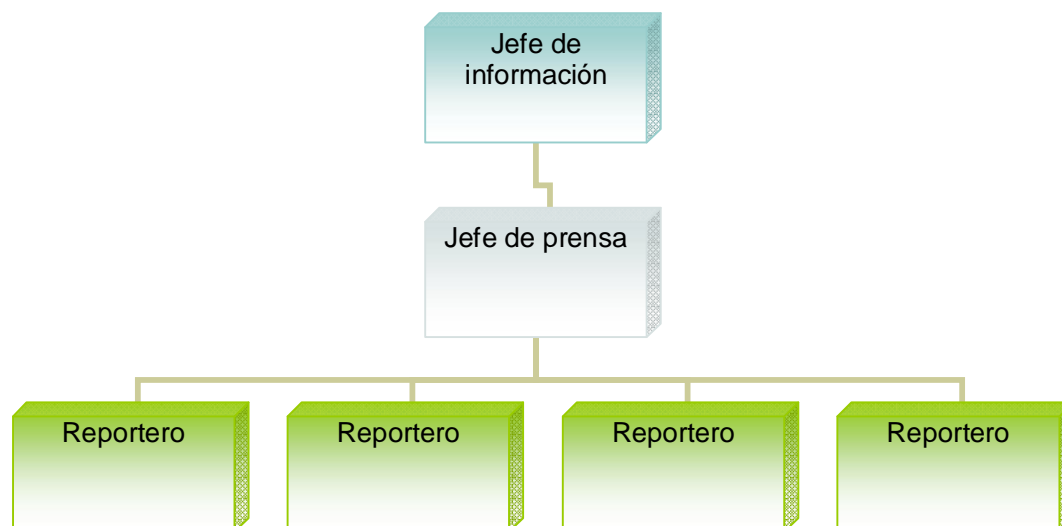 Jefe de
información
Jefe de prensa
Reportero
Reportero
Reportero
Reportero